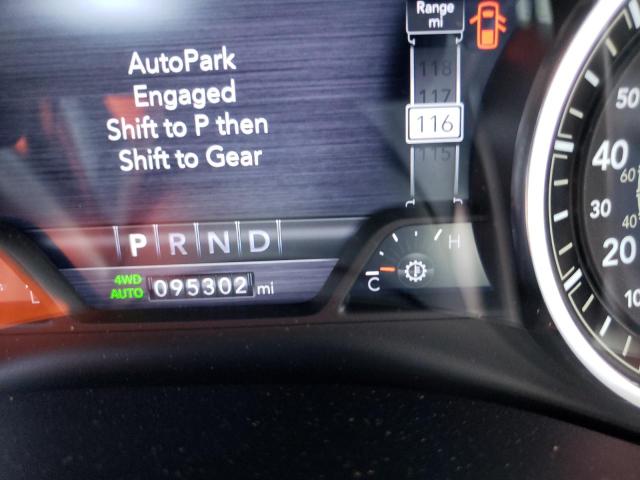 AutoPark
Engaged
Shift to P then
Shift to Gear
Range
mi
118
117
116
115
P R N D
4WD
AUTO
095302 mi
L
C
H
50
40
30
20
10
60
40